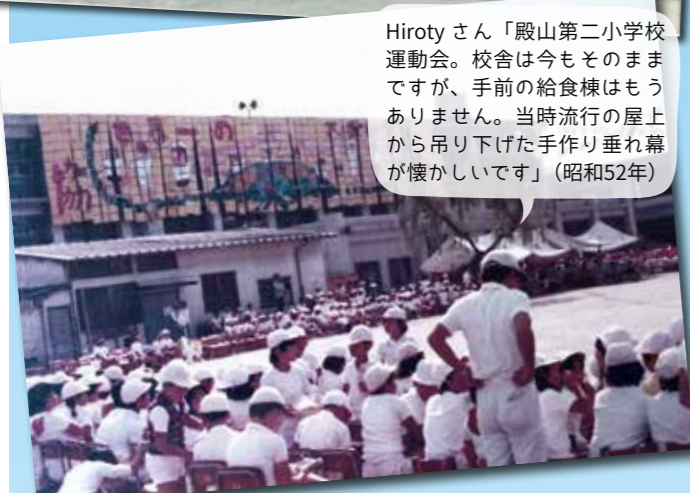 Hiroty さん「殿山第二小学校
運動会。校舎は今もそのまま
ですが、手前の給食棟はもう
ありません。当時流行の屋上
から吊り下げた手作り垂れ幕
が懐かしいです」（昭和52年）